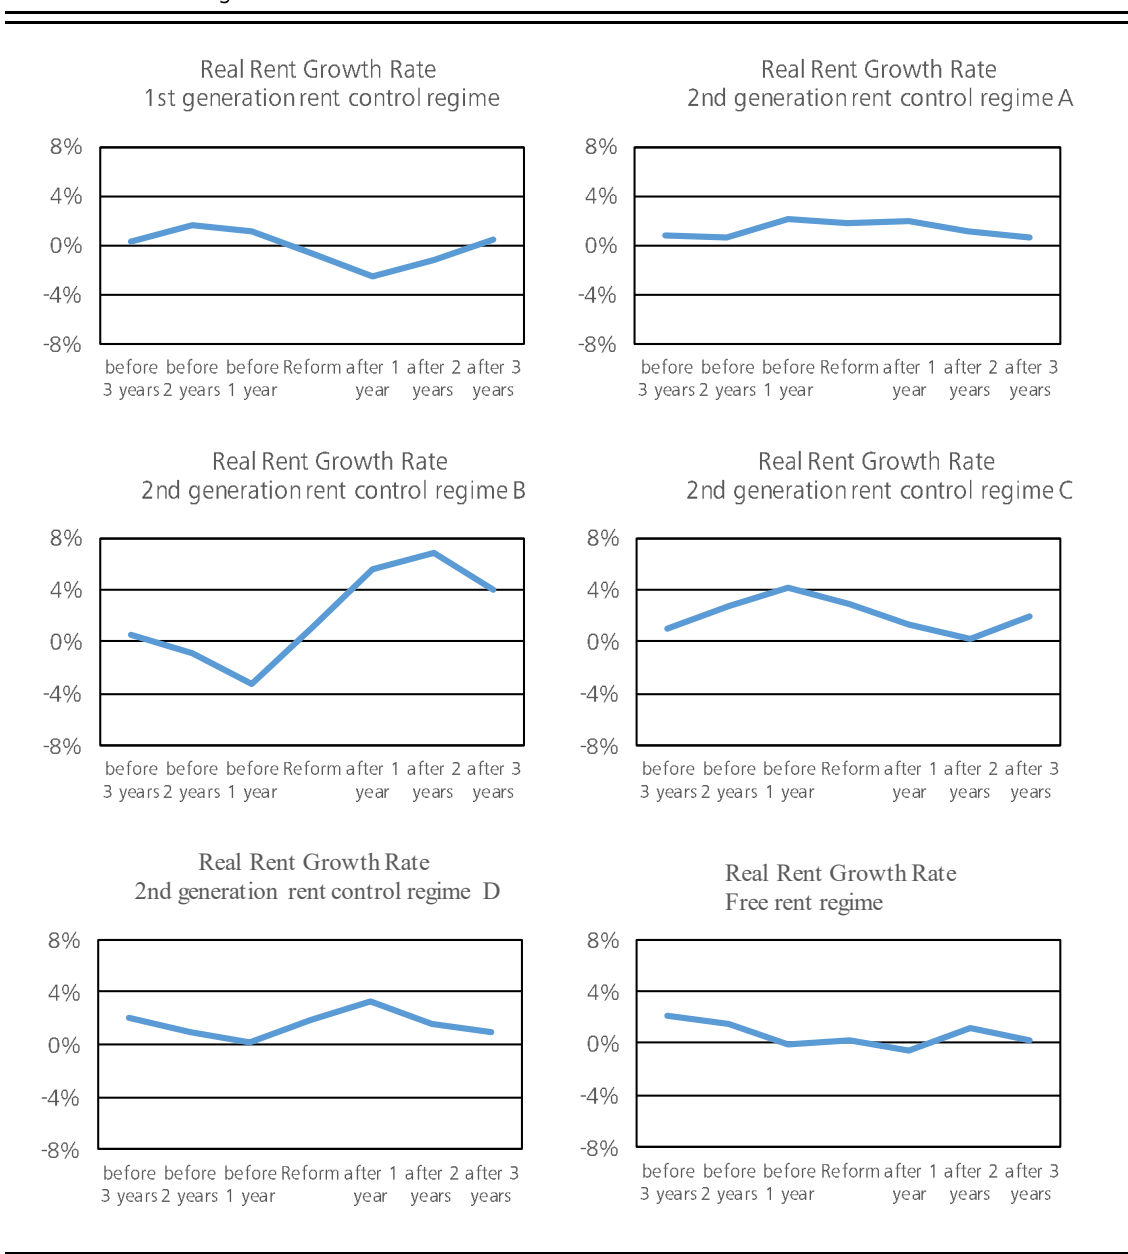 Real Rent Growth Rate
1st generation rent control regime
8%
4%
0%
-4%
-8%
before before before Reform after 1 after 2 after 3
3 years 2 years 1 year year years years
Real Rent Growth Rate
2nd generation rent control regime A
8%
4%
0%
-4%
-8%
before before before Reform after 1 after 2 after 3
3 years 2 years 1 year year years years
Real Rent Growth Rate
2nd generation rent control regime B
8%
4%
0%
-4%
-8%
before before before Reform after 1 after 2 after 3
3 years 2 years 1 year year years years
Real Rent Growth Rate
2nd generation rent control regime C
8%
4%
0%
-4%
-8%
before before before Reform after 1 after 2 after 3
3 years 2 years 1 year year years years
Real Rent Growth Rate
2nd generation rent control regime D
8%
4%
0%
-4%
-8%
before before before Reform after 1 after 2 after 3
3 years 2 years 1 year year years years
Real Rent Growth Rate
Free rent regime
8%
4%
0%
-4%
-8%
before before before Reform after 1 after 2 after 3
3 years 2 years 1 year year years years